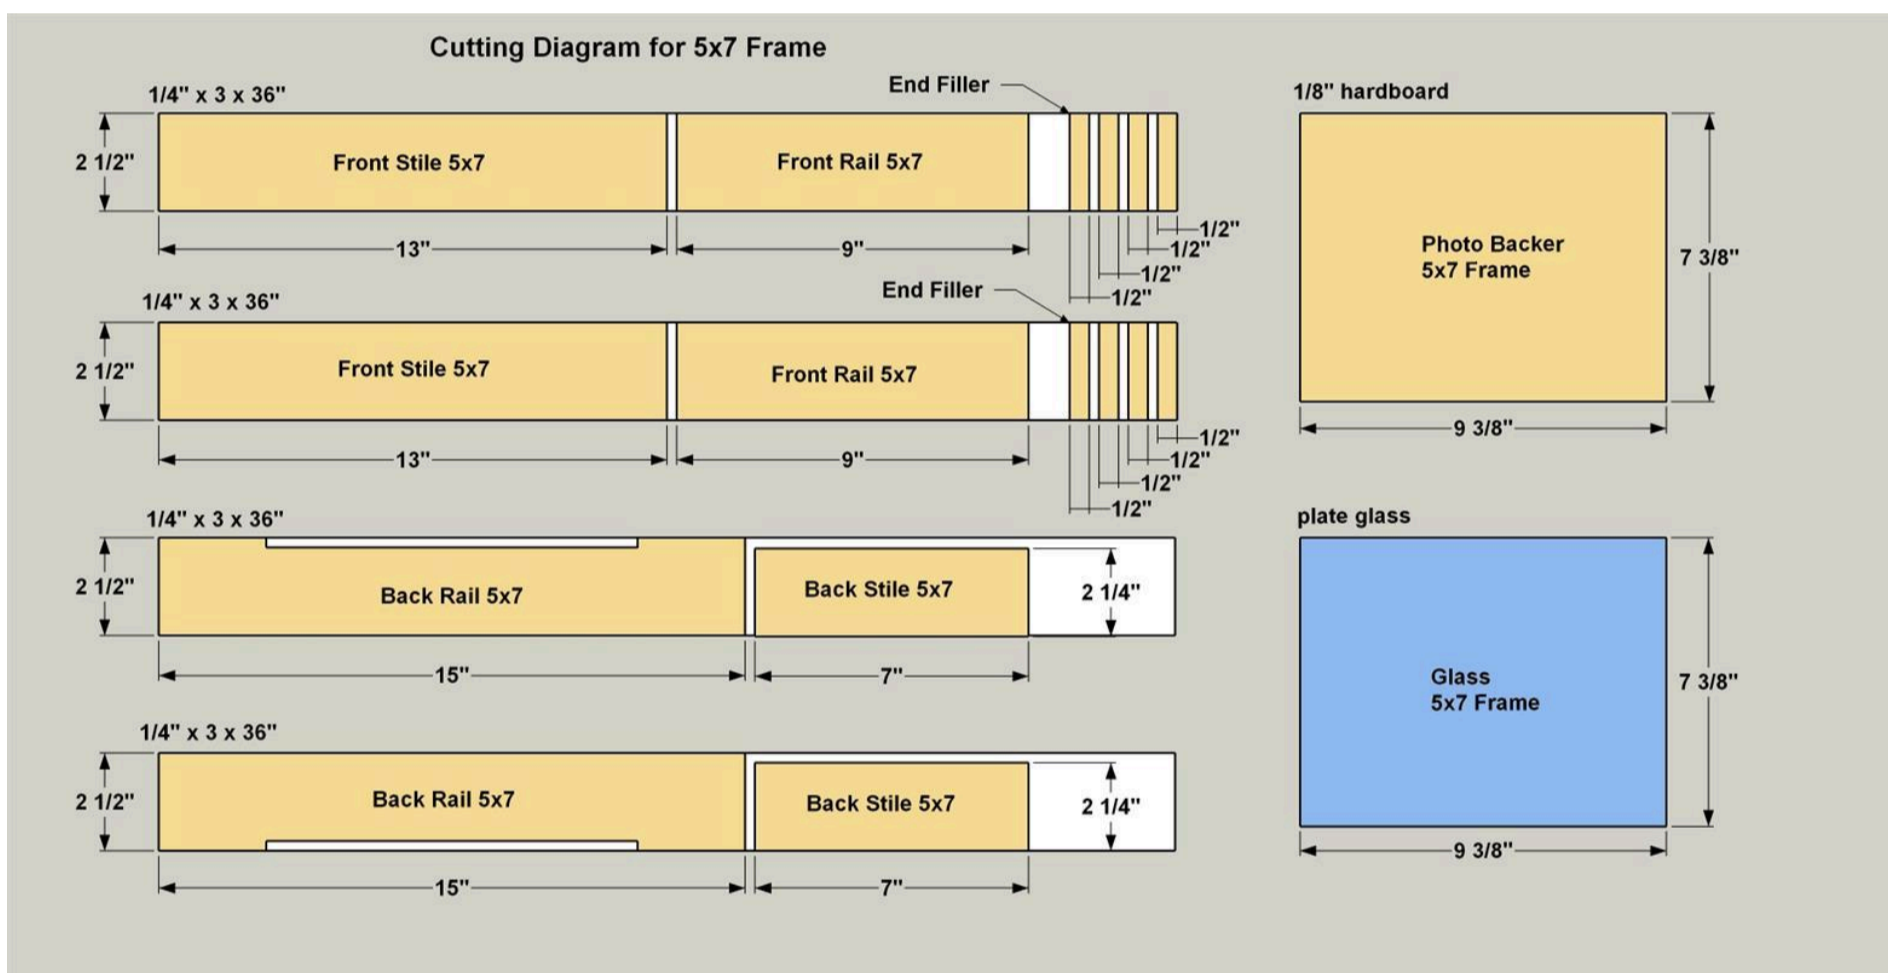 Cutting Diagram for 5x7 Frame
1/4" x 3 x 36"
End Filler
2 1/2"
Front Stile 5x7
Front Rail 5x7
13"
9"
1/2"
1/2"
1/2"
1/2"
1/4" x 3 x 36"
End Filler
2 1/2"
Front Stile 5x7
Front Rail 5x7
13"
9"
1/2"
1/2"
1/2"
1/2"
1/4" x 3 x 36"
2 1/2"
Back Rail 5x7
Back Stile 5x7
2 1/4"
15"
7"
1/4" x 3 x 36"
2 1/2"
Back Rail 5x7
Back Stile 5x7
2 1/4"
15"
7"
1/8" hardboard
Photo Backer
5x7 Frame
7 3/8"
9 3/8"
plate glass
Glass
5x7 Frame
7 3/8"
9 3/8"